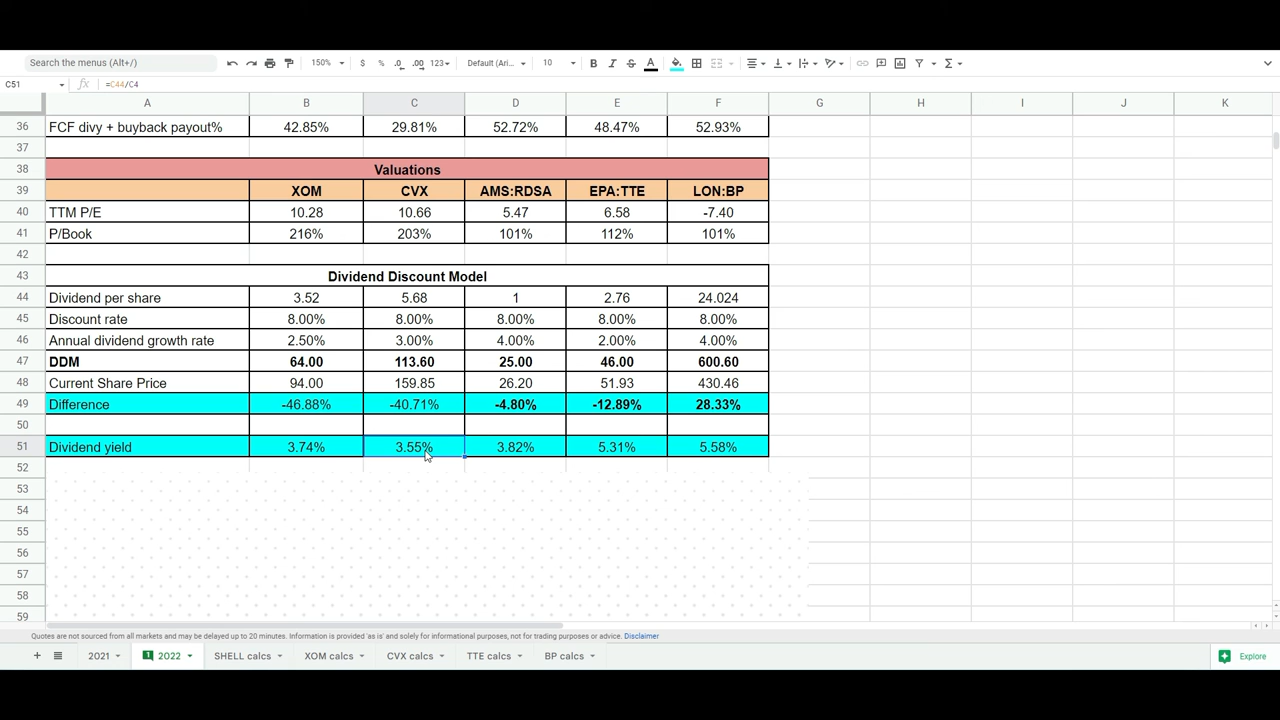 Search the menus (Alt+/)
150%
$
%
.0
.00
123
Default (Ari...
10
B
I
S
A
C51
fx
=C44/C4
A B C D E F G H I J K
36 FCF divy + buyback payout% 42.85% 29.81% 52.72% 48.47% 52.93%
37
38 Valuations
39 XOM CVX AMS:RDSA EPA:TTE LON:BP
40 TTM P/E 10.28 10.66 5.47 6.58 -7.40
41 P/Book 216% 203% 101% 112% 101%
42
43 Dividend Discount Model
44 Dividend per share 3.52 5.68 1 2.76 24.024
45 Discount rate 8.00% 8.00% 8.00% 8.00% 8.00%
46 Annual dividend growth rate 2.50% 3.00% 4.00% 2.00% 4.00%
47 DDM 64.00 113.60 25.00 46.00 600.60
48 Current Share Price 94.00 159.85 26.20 51.93 430.46
49 Difference -46.88% -40.71% -4.80% -12.89% 28.33%
50
51 Dividend yield 3.74% 3.55% 3.82% 5.31% 5.58%
52
53
54
55
56
57
58
59
Quotes are not sourced from all markets and may be delayed up to 20 minutes. Information is provided 'as is' and solely for informational purposes, not for trading purposes or advice. Disclaimer
+ 2021 1 2022 SHELL calcs XOM calcs CVX calcs TTE calcs BP calcs Explore